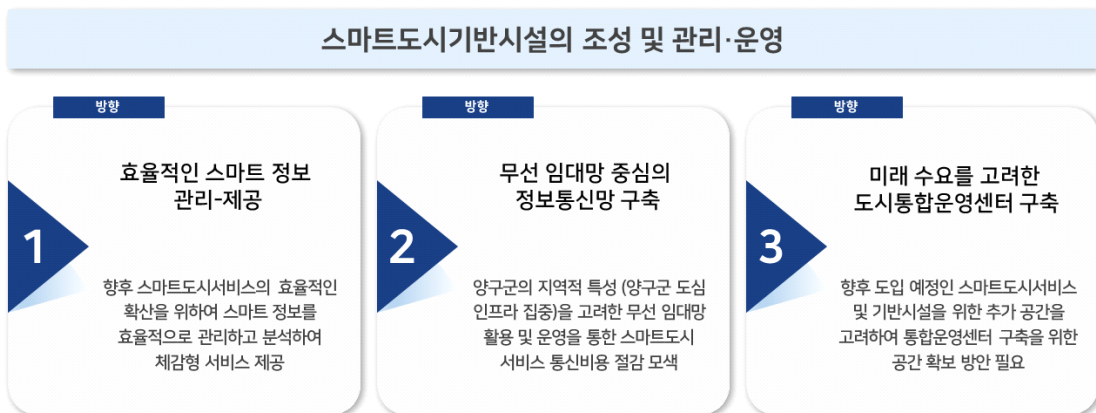 스마트도시기반시설의 조성 및 관리·운영
방향
1
효율적인 스마트 정보
관리-제공
향후 스마트도시서비스의 효율적인
확산을 위하여 스마트 정보를
효율적으로 관리하고 분석하여
체감형 서비스 제공
방향
2
무선 임대망 중심의
정보통신망 구축
양구군의 지역적 특성 (양구군 도심
인프라 집중)을 고려한 무선 임대망
활용 및 운영을 통한 스마트도시
서비스 통신비용 절감 모색
방향
3
미래 수요를 고려한
도시통합운영센터 구축
향후 도입 예정인 스마트도시서비스
및 기반시설을 위한 추가 공간을
고려하여 통합운영센터 구축을 위한
공간 확보 방안 필요